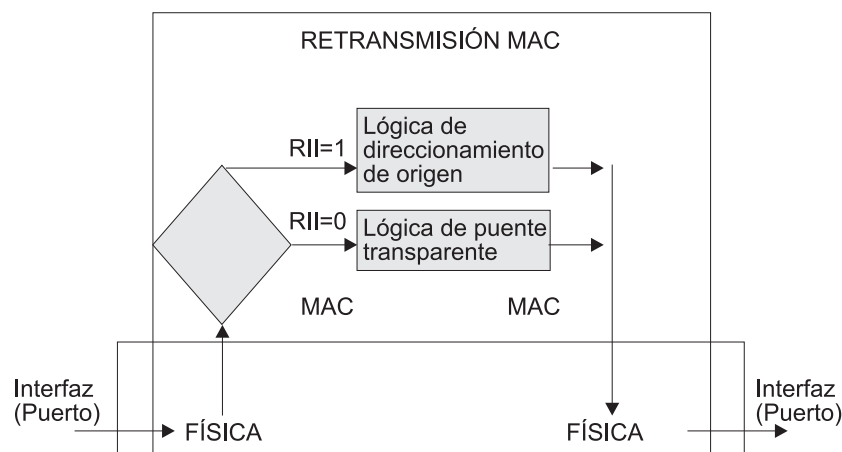 RETRANSMISIÓN MAC
RII=1
Lógica de
direccionamiento
de origen
RII=0
Lógica de puente
transparente
MAC
MAC
Interfaz
(Puerto)
FÍSICA
FÍSICA
Interfaz
(Puerto)